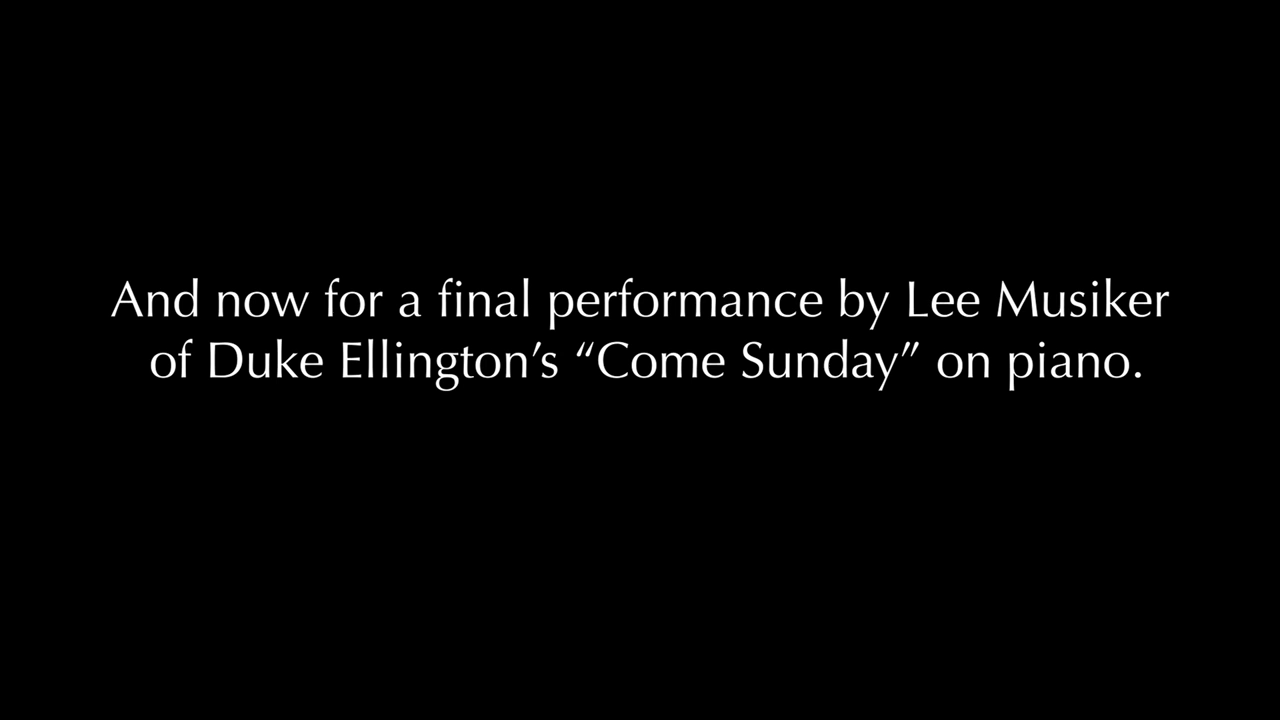 And now for a final performance by Lee Musiker
of Duke Ellington’s “Come Sunday” on piano.